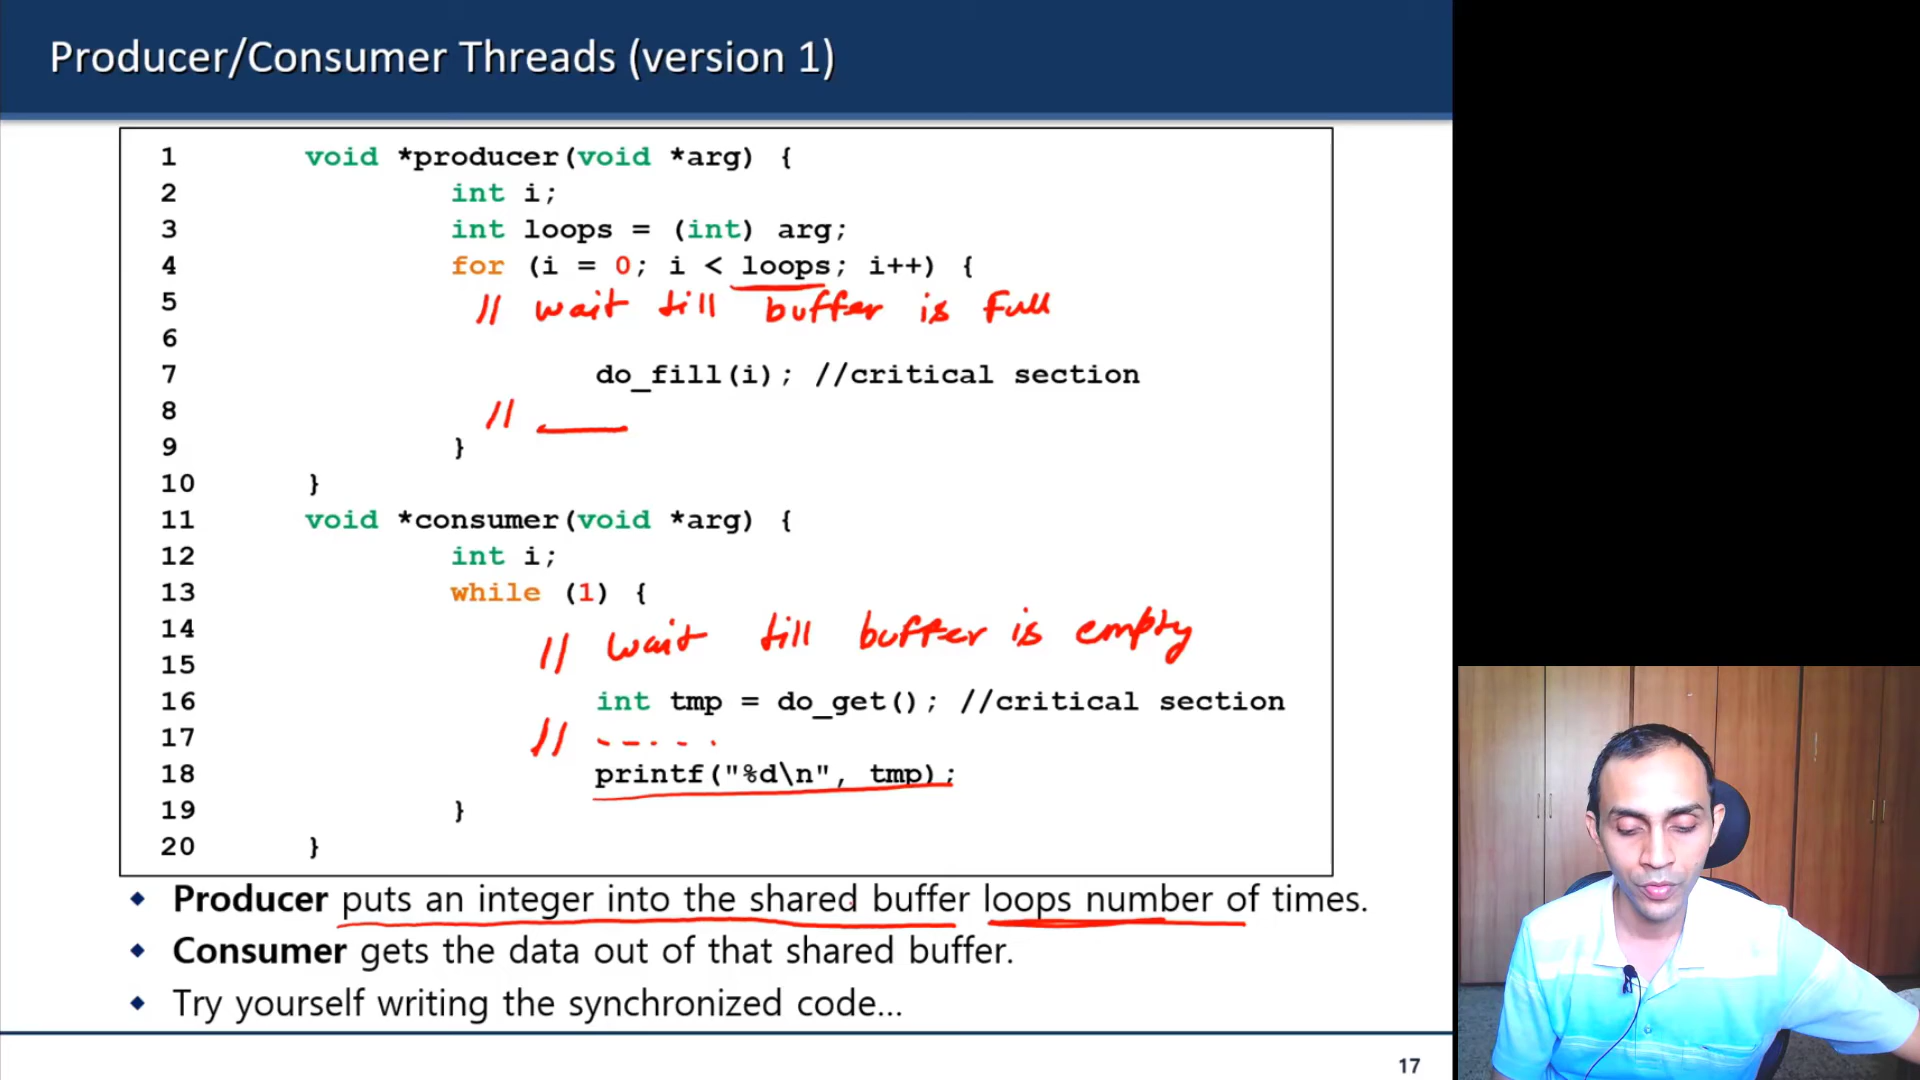 Producer/Consumer Threads (version 1)
1 void *producer(void *arg) {
2 int i;
3 int loops = (int) arg;
4 for (i = 0; i < loops; i++) {
5 // wait till buffer is full
6
7 do_fill(i); //critical section
8 //
9 }
10 }
11 void *consumer(void *arg) {
12 int i;
13 while (1) {
14 // wait till buffer is empty
15
16 int tmp = do_get(); //critical section
17 //
18 printf("%d\n", tmp);
19 }
20 }
◆ Producer puts an integer into the shared buffer loops number of times.
◆ Consumer gets the data out of that shared buffer.
◆ Try yourself writing the synchronized code...
17